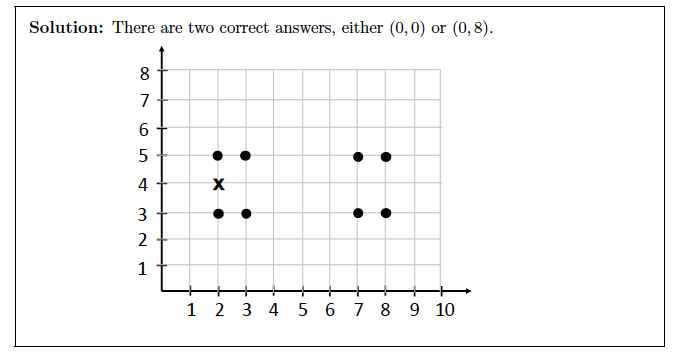 Solution: There are two correct answers, either (0, 0) or (0, 8).
8
7
6
5
4 x
3
2
1
1 2 3 4 5 6 7 8 9 10